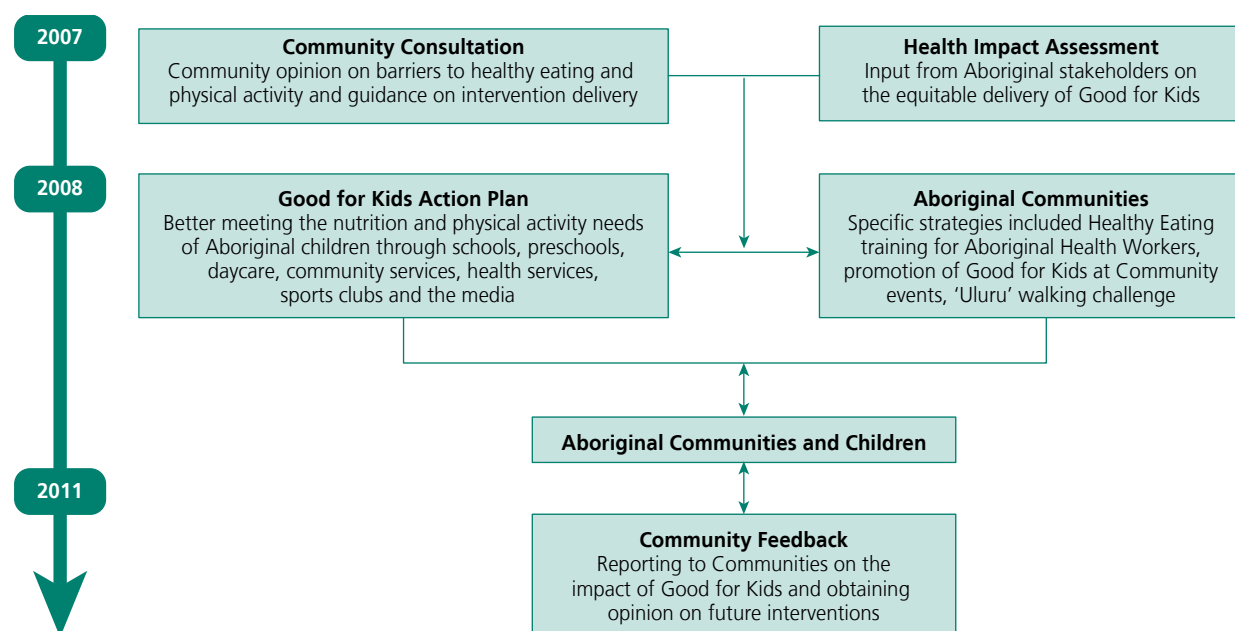 2007
Community Consultation
Community opinion on barriers to healthy eating and
physical activity and guidance on intervention delivery
Health Impact Assessment
Input from Aboriginal stakeholders on
the equitable delivery of Good for Kids
2008
Good for Kids Action Plan
Better meeting the nutrition and physical activity needs
of Aboriginal children through schools, preschools,
daycare, community services, health services,
sports clubs and the media
Aboriginal Communities
Specific strategies included Healthy Eating
training for Aboriginal Health Workers,
promotion of Good for Kids at Community
events, ‘Uluru’ walking challenge
Aboriginal Communities and Children
2011
Community Feedback
Reporting to Communities on the
impact of Good for Kids and obtaining
opinion on future interventions